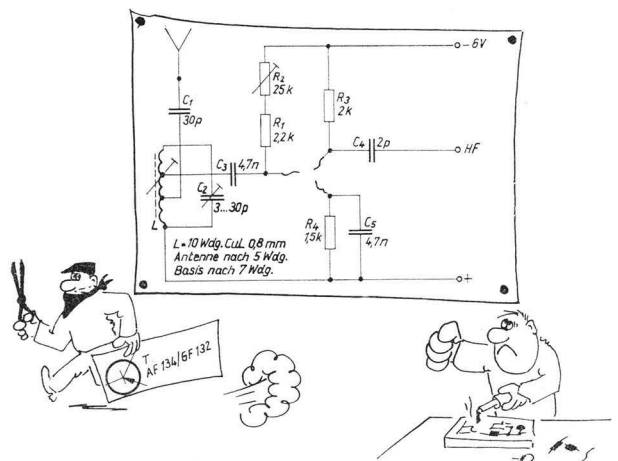 -6V
R2
25k
C1
30p
R1
2,2k
R3
2k
C4
2p
HF
C3
4,7n
C2
3...30p
L
R4
1,5k
C5
4,7n
L=10 Wdg. CuL 0,8 mm
Antenne nach 5 Wdg.
Basis nach 7 Wdg.
+
T
AF 134/GF 132